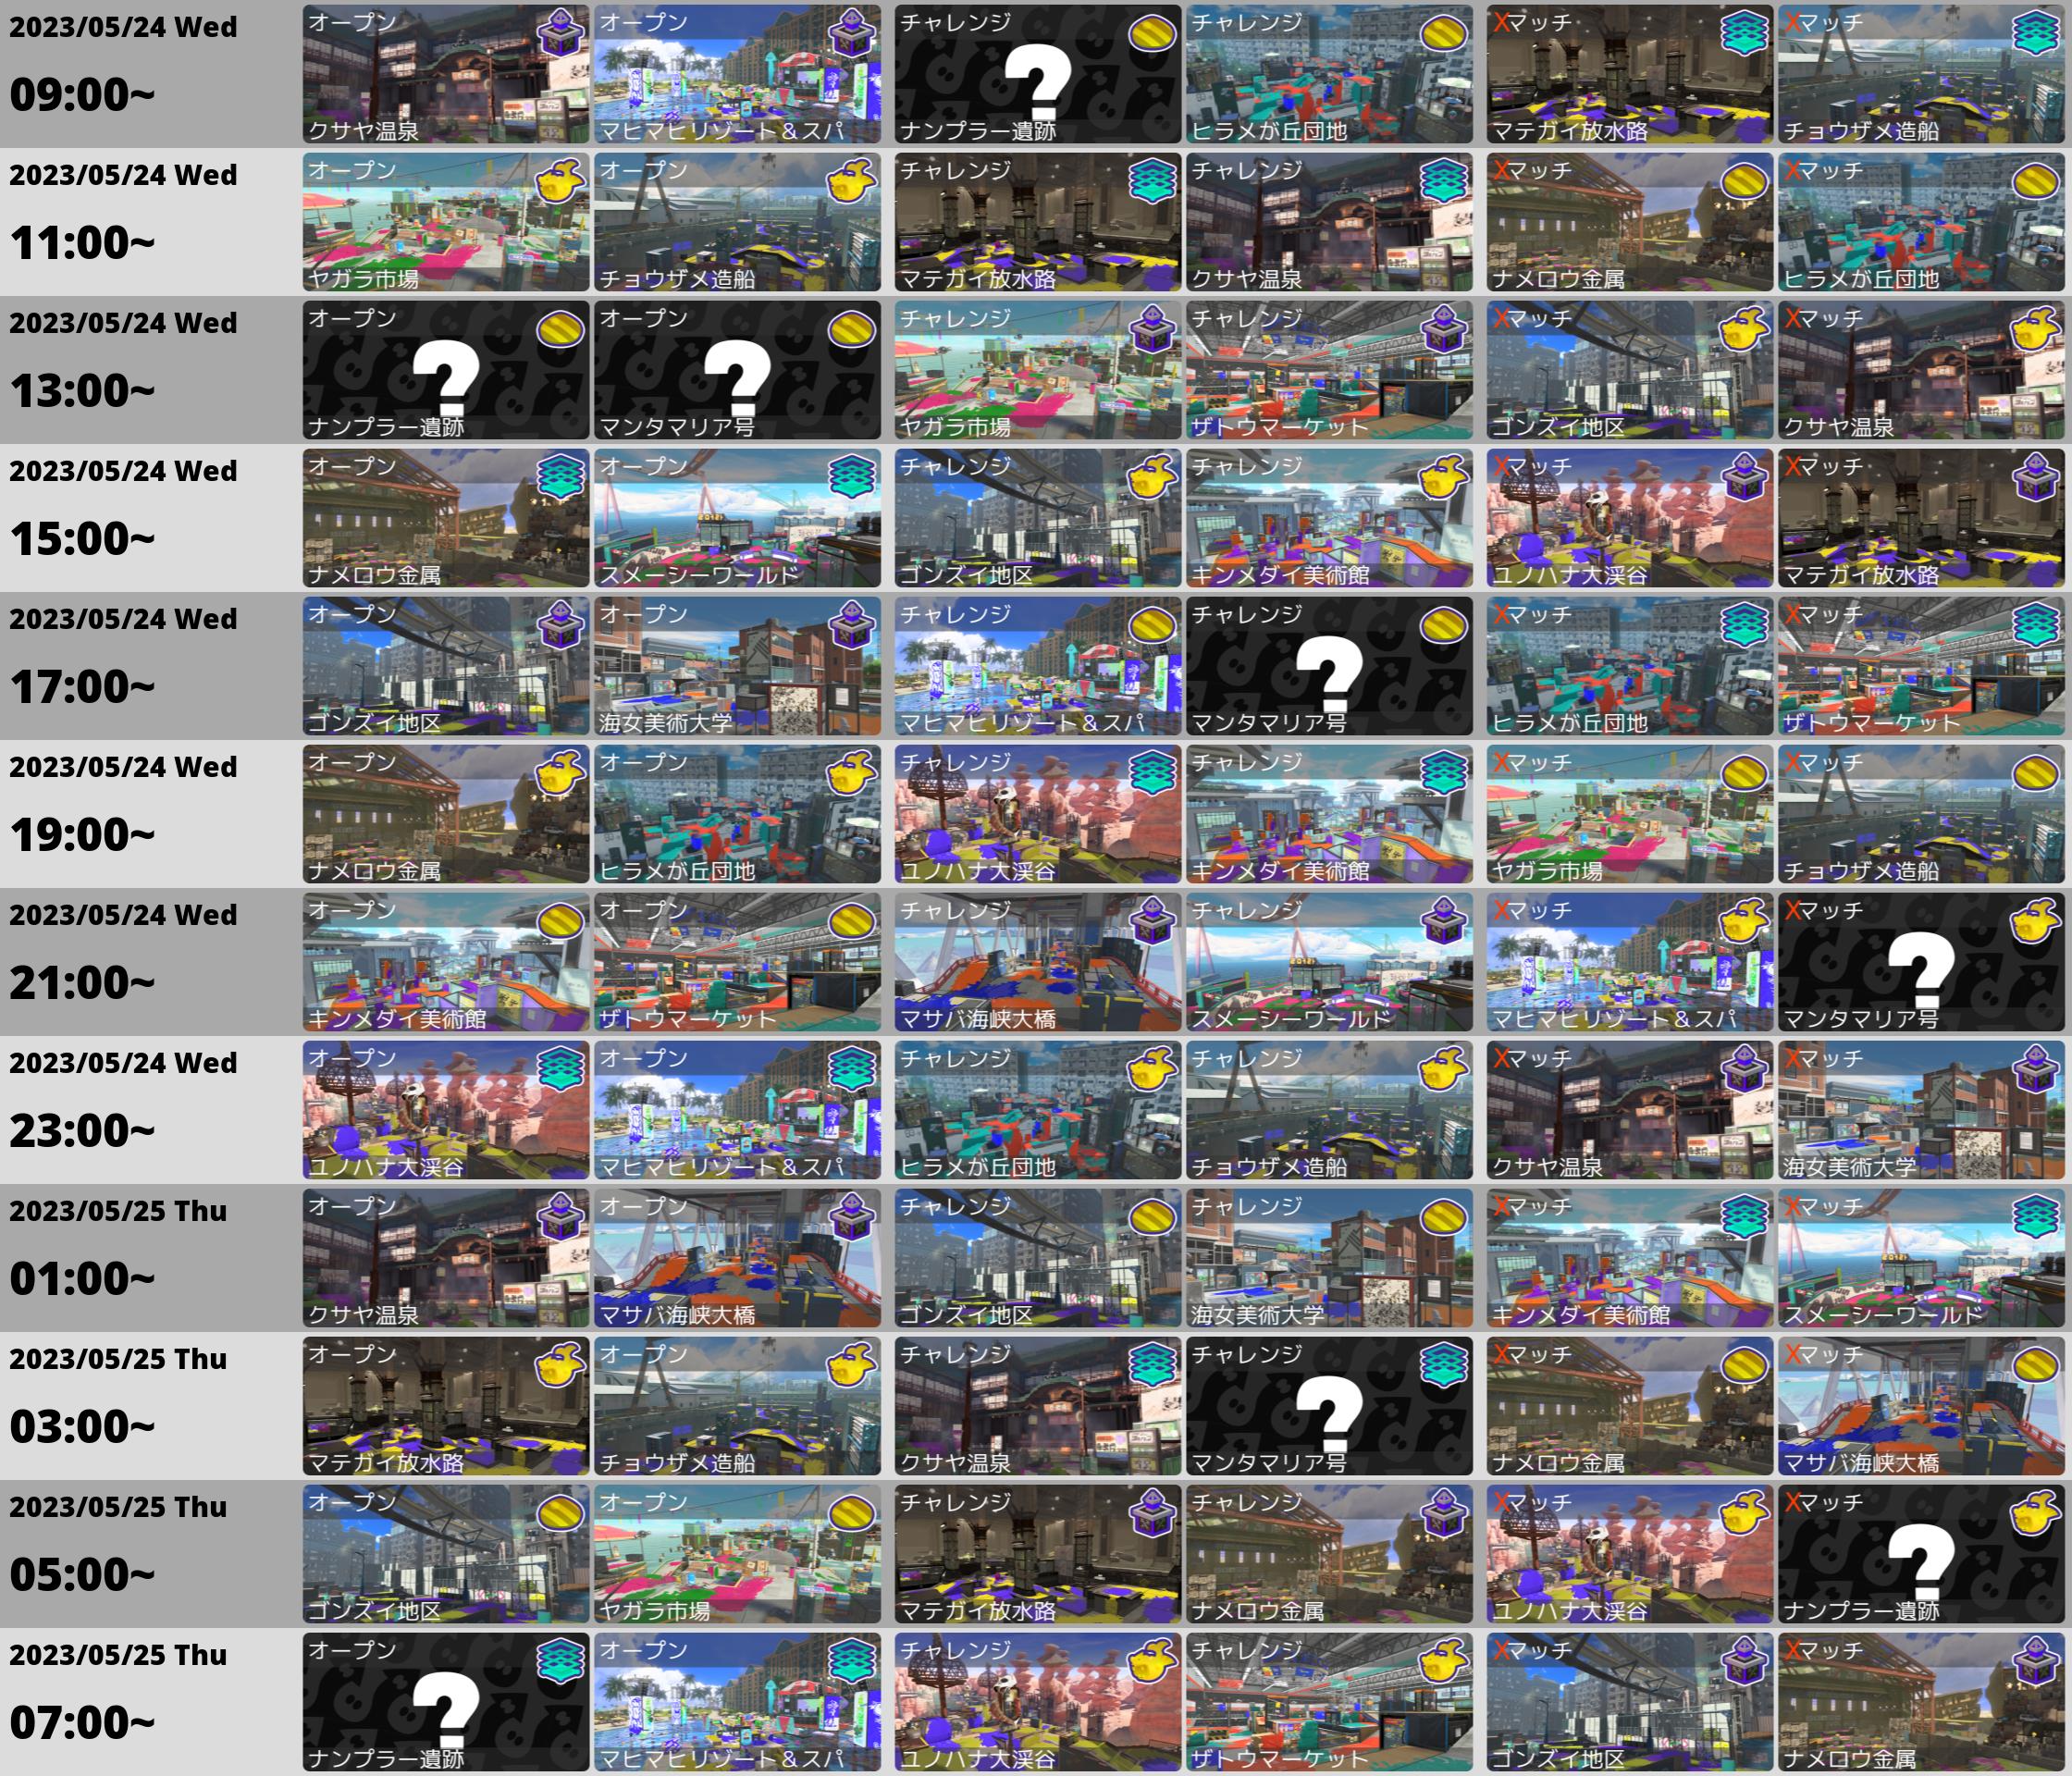 2023/05/24 Wed
09:00~
オープン
クサヤ温泉
オープン
マヒマヒリゾート＆スパ
チャレンジ
ナンプラー遺跡
チャレンジ
ヒラメが丘団地
Xマッチ
マテガイ放水路
Xマッチ
チョウザメ造船
2023/05/24 Wed
11:00~
オープン
ヤガラ市場
オープン
チョウザメ造船
チャレンジ
マテガイ放水路
チャレンジ
クサヤ温泉
Xマッチ
ナメロウ金属
Xマッチ
ヒラメが丘団地
2023/05/24 Wed
13:00~
オープン
ナンプラー遺跡
オープン
マンタマリア号
チャレンジ
ヤガラ市場
チャレンジ
ザトウマーケット
Xマッチ
ゴンズイ地区
Xマッチ
クサヤ温泉
2023/05/24 Wed
15:00~
オープン
ナメロウ金属
オープン
スメーシーワールド
チャレンジ
ゴンズイ地区
チャレンジ
キンメダイ美術館
Xマッチ
ユノハナ大渓谷
Xマッチ
マテガイ放水路
2023/05/24 Wed
17:00~
オープン
ゴンズイ地区
オープン
海女美術大学
チャレンジ
マヒマヒリゾート＆スパ
チャレンジ
マンタマリア号
Xマッチ
ヒラメが丘団地
Xマッチ
ザトウマーケット
2023/05/24 Wed
19:00~
オープン
ナメロウ金属
オープン
ヒラメが丘団地
チャレンジ
ユノハナ大渓谷
チャレンジ
キンメダイ美術館
Xマッチ
ヤガラ市場
Xマッチ
チョウザメ造船
2023/05/24 Wed
21:00~
オープン
キンメダイ美術館
オープン
ザトウマーケット
チャレンジ
マサバ海峡大橋
チャレンジ
スメーシーワールド
Xマッチ
マヒマヒリゾート＆スパ
Xマッチ
マンタマリア号
2023/05/24 Wed
23:00~
オープン
ユノハナ大渓谷
オープン
マヒマヒリゾート＆スパ
チャレンジ
ヒラメが丘団地
チャレンジ
チョウザメ造船
Xマッチ
クサヤ温泉
Xマッチ
海女美術大学
2023/05/25 Thu
01:00~
オープン
クサヤ温泉
オープン
マサバ海峡大橋
チャレンジ
ゴンズイ地区
チャレンジ
海女美術大学
Xマッチ
キンメダイ美術館
Xマッチ
スメーシーワールド
2023/05/25 Thu
03:00~
オープン
マテガイ放水路
オープン
チョウザメ造船
チャレンジ
クサヤ温泉
チャレンジ
マンタマリア号
Xマッチ
ナメロウ金属
Xマッチ
マサバ海峡大橋
2023/05/25 Thu
05:00~
オープン
ゴンズイ地区
オープン
ヤガラ市場
チャレンジ
マテガイ放水路
チャレンジ
ナメロウ金属
Xマッチ
ユノハナ大渓谷
Xマッチ
ナンプラー遺跡
2023/05/25 Thu
07:00~
オープン
ナンプラー遺跡
オープン
マヒマヒリゾート＆スパ
チャレンジ
ユノハナ大渓谷
チャレンジ
ザトウマーケット
Xマッチ
ゴンズイ地区
Xマッチ
ナメロウ金属